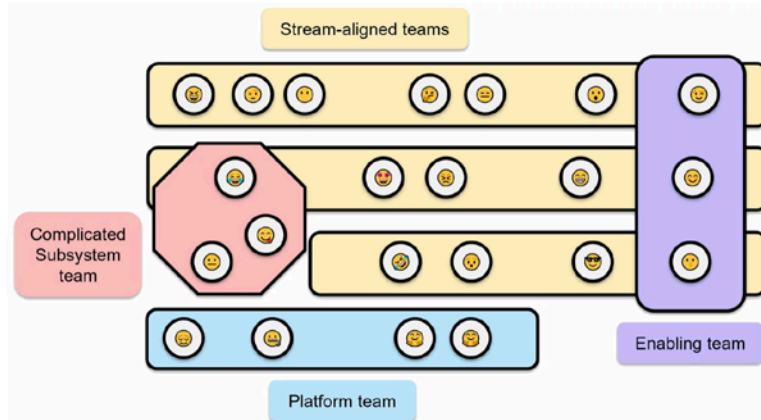 Stream-aligned teams
Complicated
Subsystem
team
Enabling team
Platform team